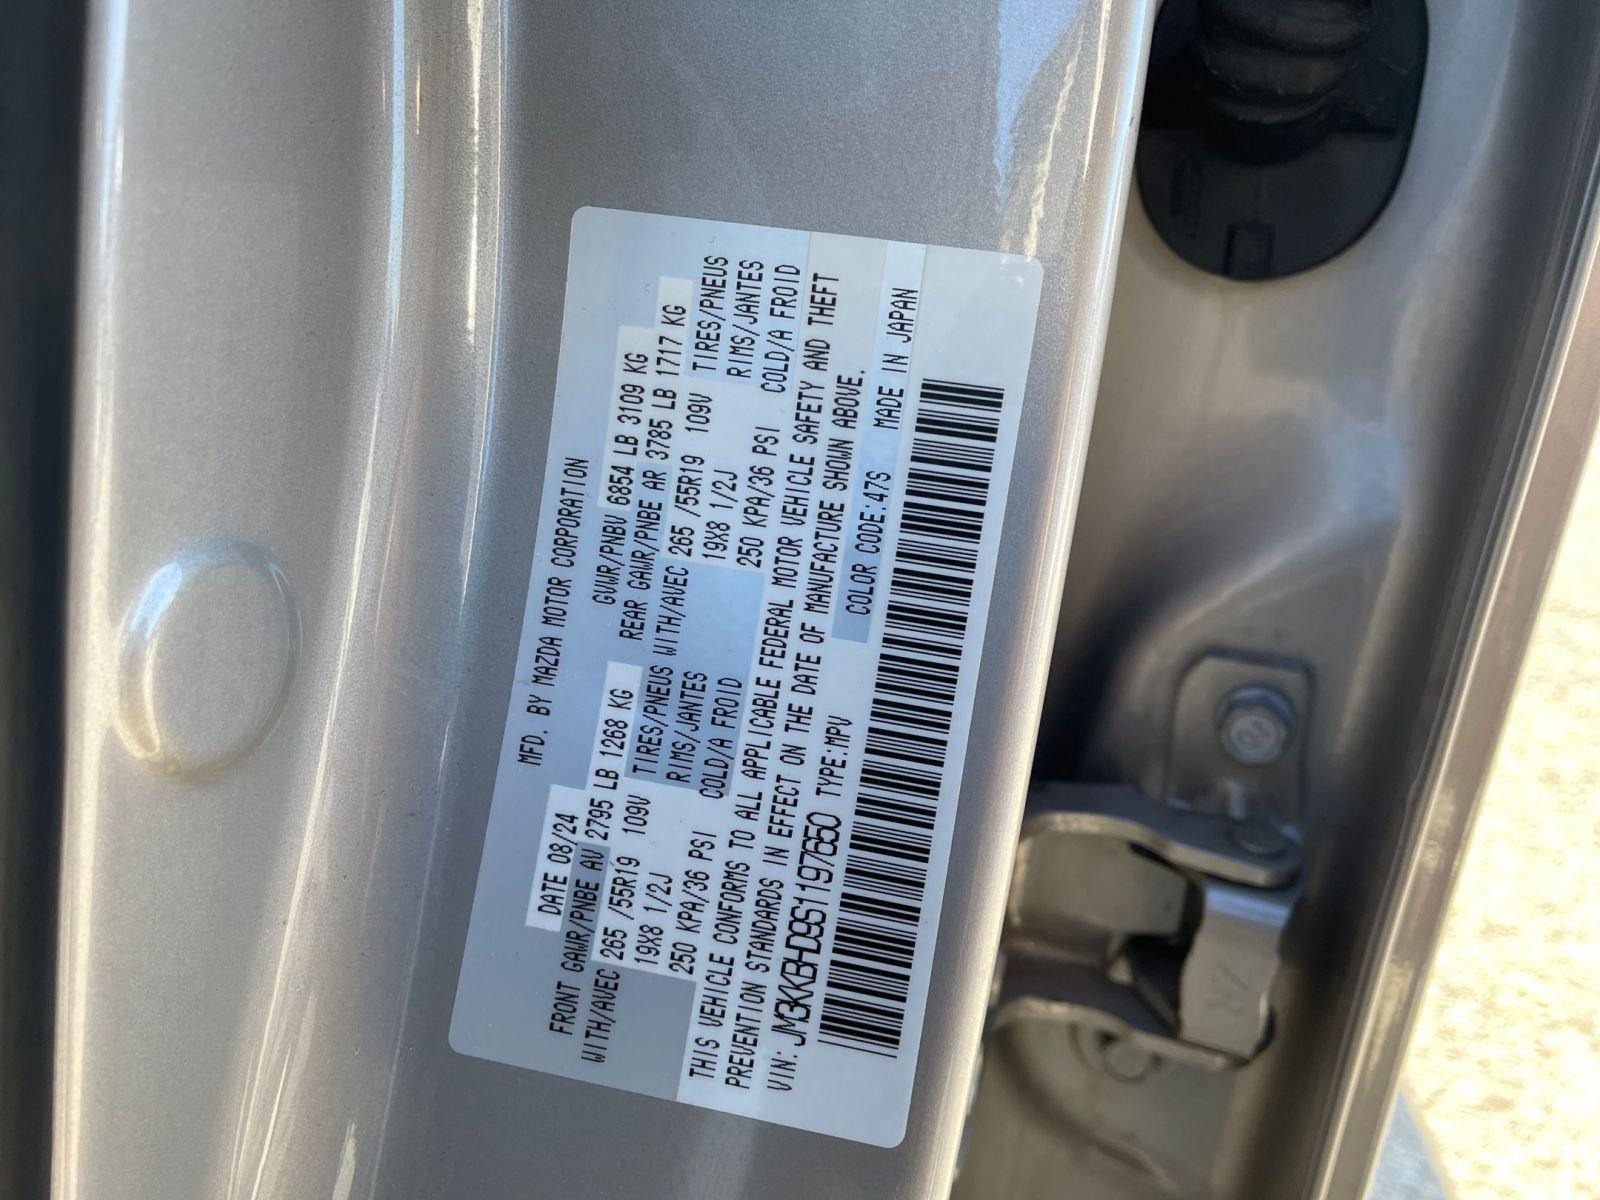 MFD. BY MAZDA MOTOR CORPORATION
DATE 08/24 GVWR/PNBV 6854 LB 3109 KG
FRONT GAWR/PNBE AV 2795 LB 1268 KG REAR GAWR/PNBE AR 3785 LB 1717 KG
WITH/AVEC 265 /55R19 109V TIRES/PNEUS WITH/AVEC 265 /55R19 109V TIRES/PNEUS
19X8 1/2J RIMS/JANTES 19X8 1/2J RIMS/JANTES
250 KPA/36 PSI COLD/A FROID 250 KPA/36 PSI COLD/A FROID
THIS VEHICLE CONFORMS TO ALL APPLICABLE FEDERAL MOTOR VEHICLE SAFETY AND THEFT
PREVENTION STANDARDS IN EFFECT ON THE DATE OF MANUFACTURE SHOWN ABOVE.
VIN: JM3KKBHD9S1197650 TYPE:MPV COLOR CODE:47S MADE IN JAPAN